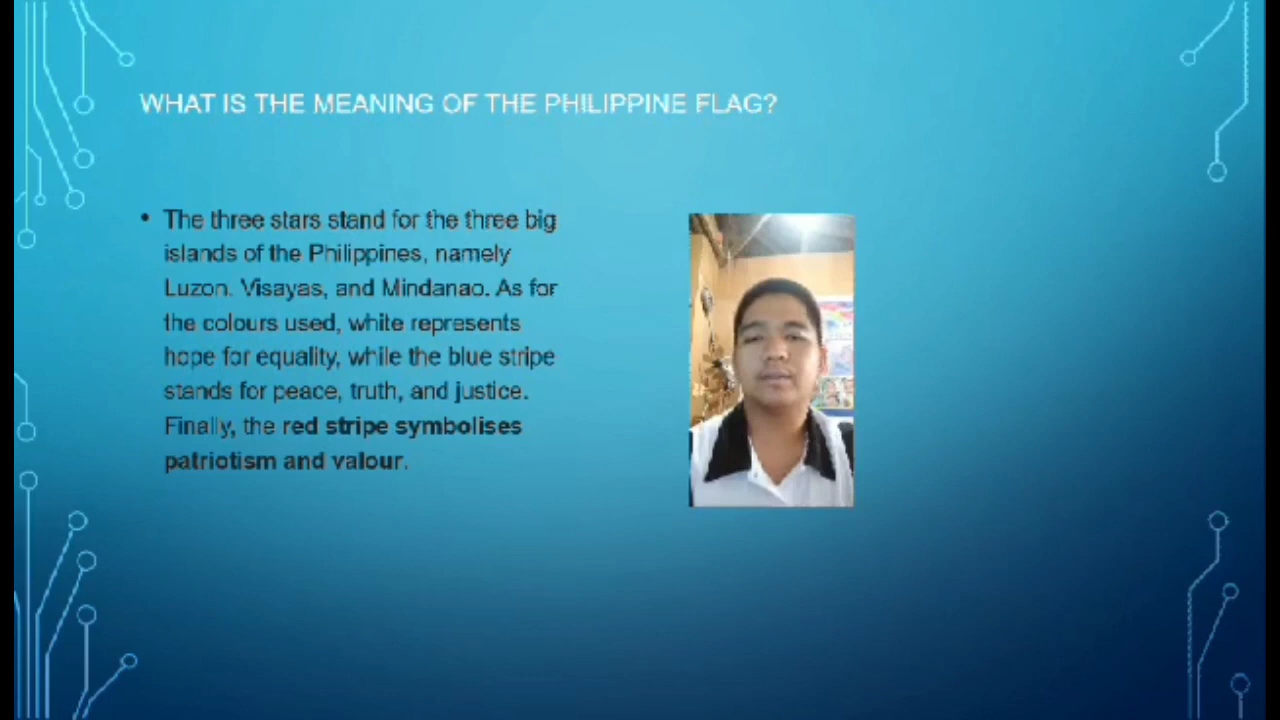 WHAT IS THE MEANING OF THE PHILIPPINE FLAG?
• The three stars stand for the three big
islands of the Philippines, namely
Luzon. Visayas, and Mindanao. As for
the colours used, white represents
hope for equality, while the blue stripe
stands for peace, truth, and justice.
Finally, the red stripe symbolises
patriotism and valour.